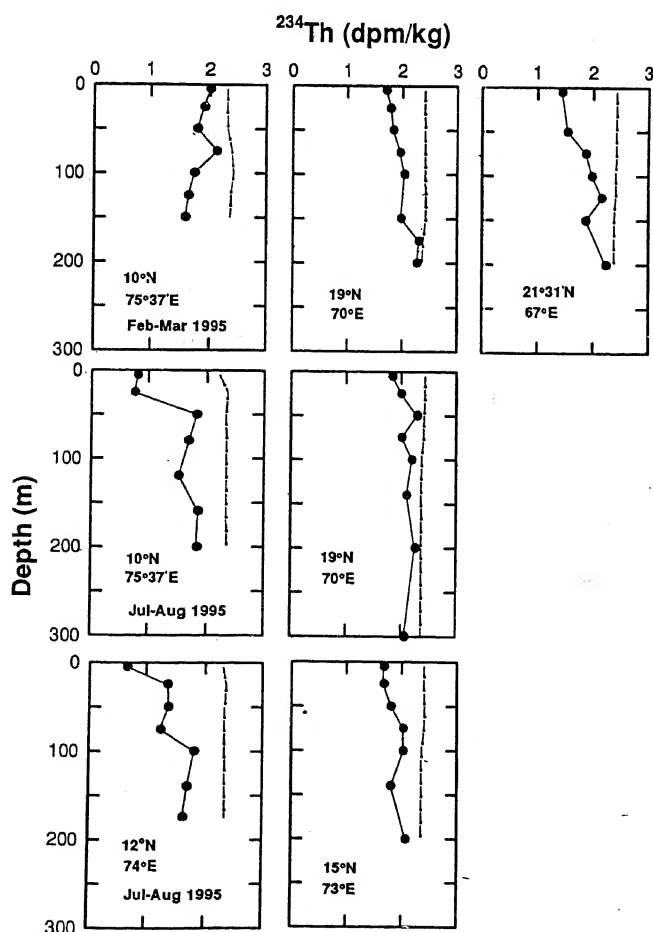 ²³⁴Th (dpm/kg)
0 1 2 3 0 1 2 3 0 1 2 3
0
100
200
300
10°N
75°37'E
Feb-Mar 1995
19°N
70°E
21°31'N
67°E
0
100
200
300
10°N
75°37'E
Jul-Aug 1995
19°N
70°E
Depth (m)
0
100
200
300
12°N
74°E
Jul-Aug 1995
15°N
73°E